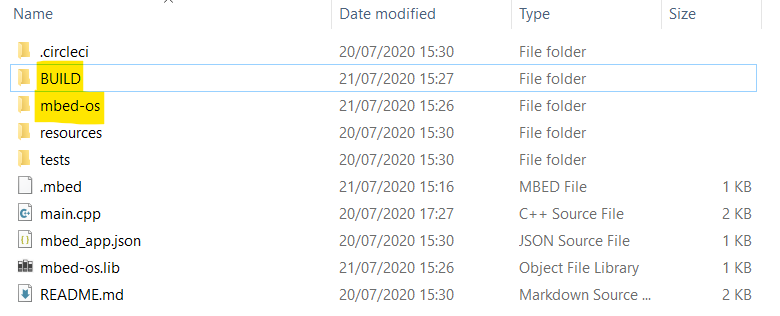 Name Date modified Type Size
.circleci 20/07/2020 15:30 File folder
BUILD 21/07/2020 15:27 File folder
mbed-os 21/07/2020 15:26 File folder
resources 20/07/2020 15:30 File folder
tests 20/07/2020 15:30 File folder
.mbed 21/07/2020 15:16 MBED File 1 KB
main.cpp 20/07/2020 17:27 C++ Source File 2 KB
mbed_app.json 20/07/2020 15:30 JSON Source File 1 KB
mbed-os.lib 21/07/2020 15:26 Object File Library 1 KB
README.md 20/07/2020 15:30 Markdown Source ... 2 KB